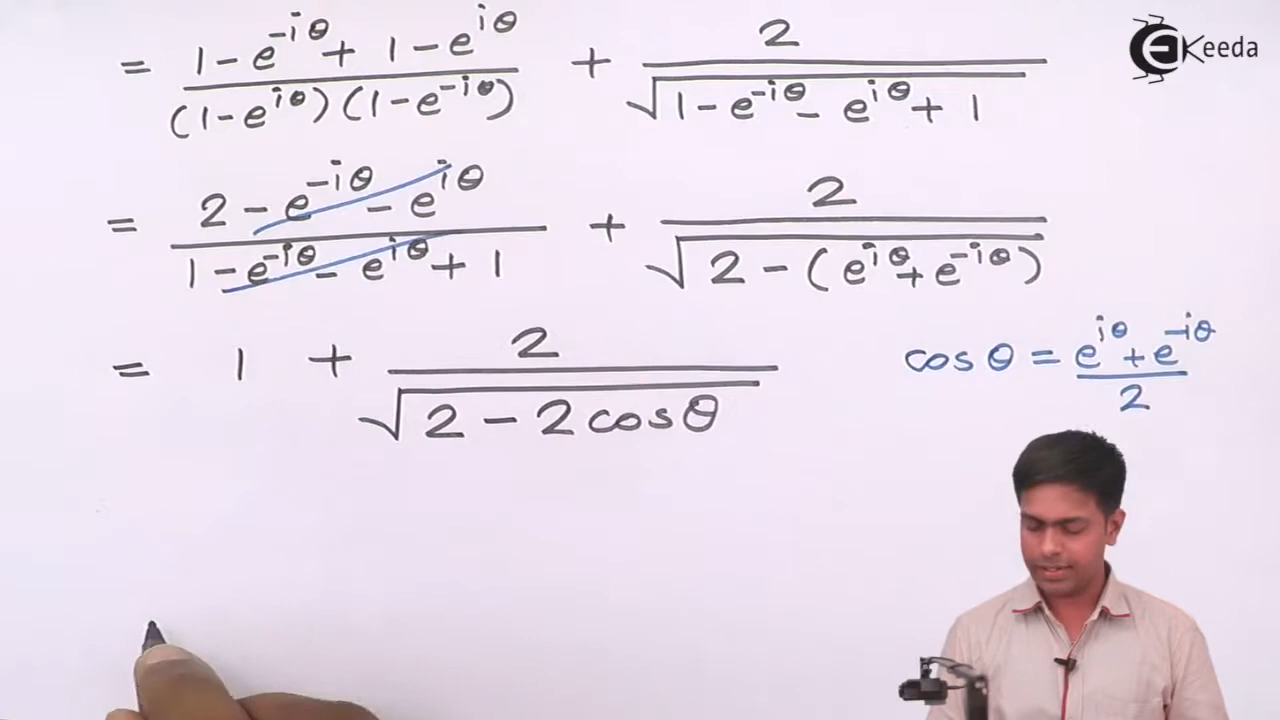 EKeeda
= (1 - e^{-iθ} + 1 - e^{iθ}) / ((1 - e^{iθ})(1 - e^{-iθ})) + 2 / √(1 - e^{-iθ} - e^{iθ} + 1)
= (2 - e^{-iθ} - e^{iθ}) / (1 - e^{-iθ} - e^{iθ} + 1) + 2 / √(2 - (e^{iθ} + e^{-iθ}))
= 1 + 2 / √(2 - 2cosθ)
cosθ = (e^{iθ} + e^{-iθ}) / 2